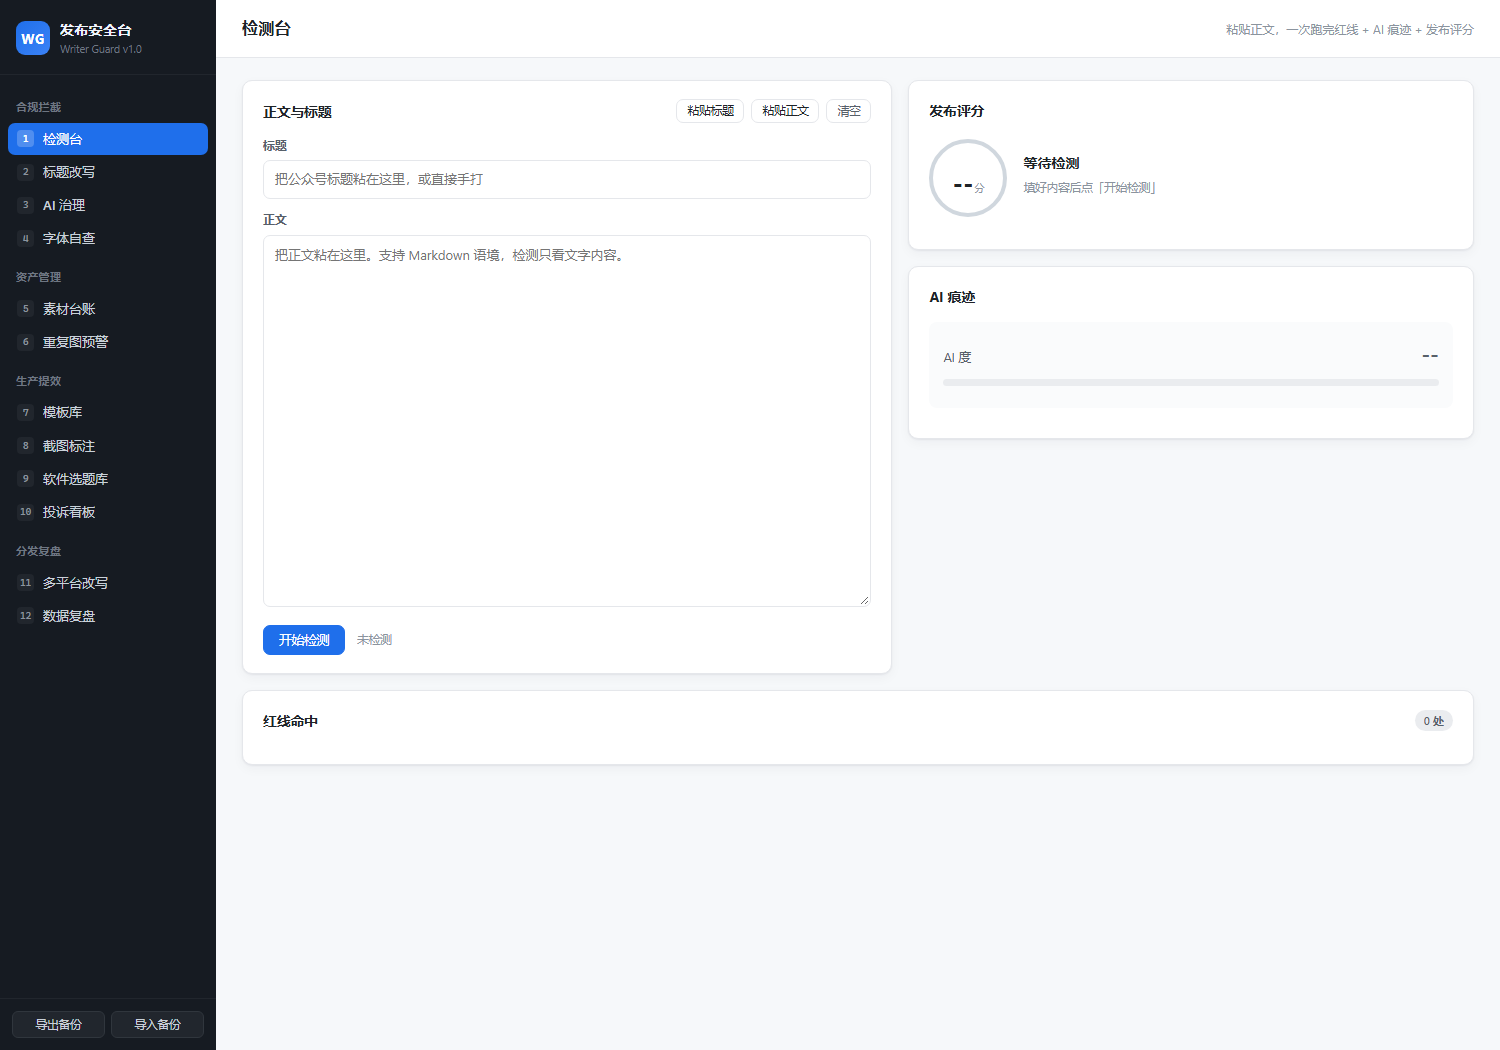 WG
发布安全台
Writer Guard v1.0
合规拦截
1 检测台
2 标题改写
3 AI 治理
4 字体自查
资产管理
5 素材台账
6 重复图预警
生产提效
7 模板库
8 截图标注
9 软件选题库
10 投诉看板
分发复盘
11 多平台改写
12 数据复盘
导出备份 导入备份
检测台
粘贴正文，一次跑完红线 + AI 痕迹 + 发布评分
正文与标题
粘贴标题 粘贴正文 清空
标题
把公众号标题粘在这里，或直接手打
正文
把正文粘在这里。支持 Markdown 语境，检测只看文字内容。
开始检测 未检测
发布评分
--分
等待检测
填好内容后点「开始检测」
AI 痕迹
AI 度 --
红线命中
0 处